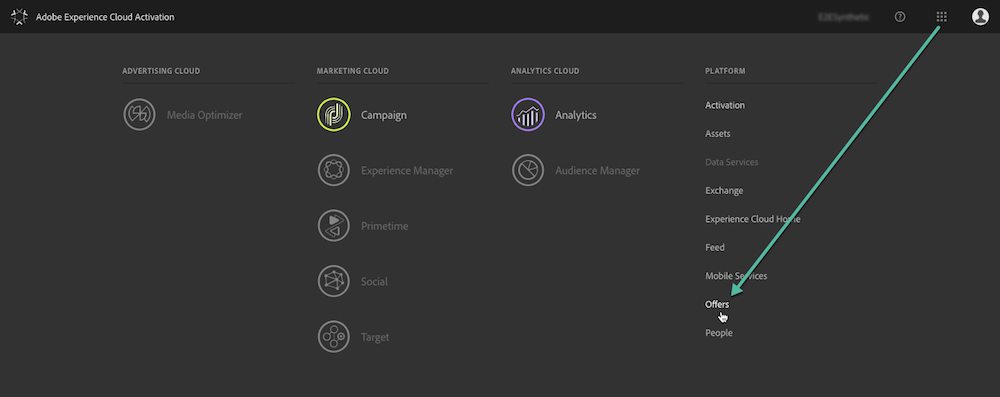 Adobe Experience Cloud Activation
ADVERTISING CLOUD
Media Optimizer
MARKETING CLOUD
Campaign
Experience Manager
Primetime
Social
Target
ANALYTICS CLOUD
Analytics
Audience Manager
PLATFORM
Activation
Assets
Data Services
Exchange
Experience Cloud Home
Feed
Mobile Services
Offers
People